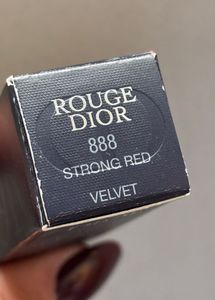 ROUGE
DIOR
888
STRONG RED
VELVET